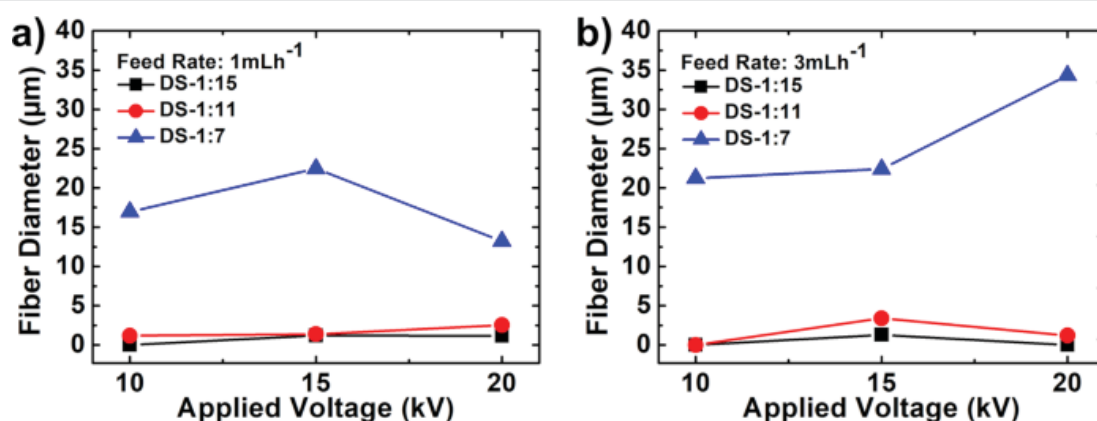 a)
Feed Rate: 1mLh⁻¹
DS-1:15
DS-1:11
DS-1:7
Fiber Diameter (µm)
40
35
30
25
20
15
10
5
0
10 15 20
Applied Voltage (kV)
b)
Feed Rate: 3mLh⁻¹
DS-1:15
DS-1:11
DS-1:7
Fiber Diameter (µm)
40
35
30
25
20
15
10
5
0
10 15 20
Applied Voltage (kV)